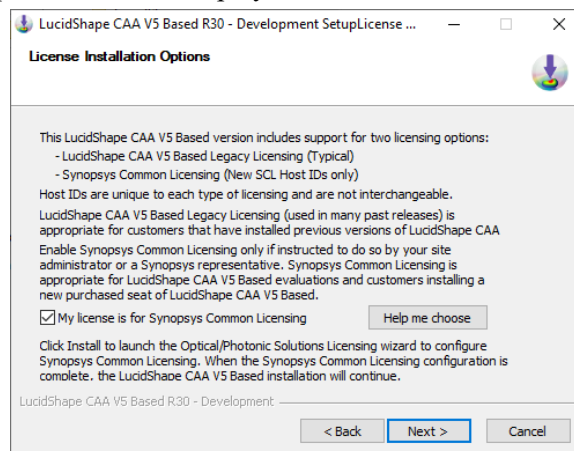 LucidShape CAA V5 Based R30 - Development SetupLicense ...
License Installation Options
This LucidShape CAA V5 Based version includes support for two licensing options:
- LucidShape CAA V5 Based Legacy Licensing (Typical)
- Synopsys Common Licensing (New SCL Host IDs only)
Host IDs are unique to each type of licensing and are not interchangeable.
LucidShape CAA V5 Based Legacy Licensing (used in many past releases) is
appropriate for customers that have installed previous versions of LucidShape CAA
Enable Synopsys Common Licensing only if instructed to do so by your site
administrator or a Synopsys representative. Synopsys Common Licensing is
appropriate for LucidShape CAA V5 Based evaluations and customers installing a
new purchased seat of LucidShape CAA V5 Based.
My license is for Synopsys Common Licensing
Help me choose
Click Install to launch the Optical/Photonic Solutions Licensing wizard to configure
Synopsys Common Licensing. When the Synopsys Common Licensing configuration is
complete, the LucidShape CAA V5 Based installation will continue.
LucidShape CAA V5 Based R30 - Development
< Back
Next >
Cancel